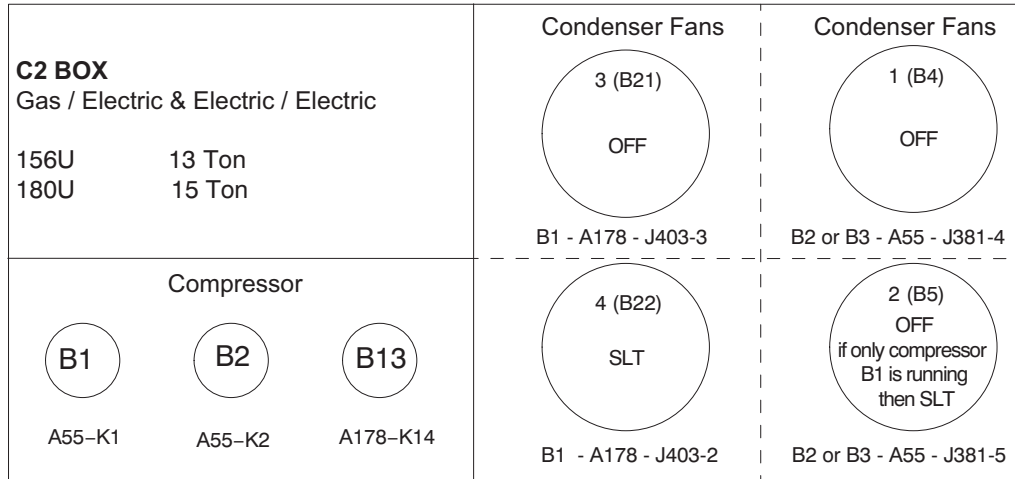 C2 BOX
Gas / Electric & Electric / Electric
156U 13 Ton
180U 15 Ton
Condenser Fans
3 (B21)
OFF
B1 - A178 - J403-3
Condenser Fans
1 (B4)
OFF
B2 or B3 - A55 - J381-4
Compressor
B1
B2
B13
A55–K1
A55–K2
A178–K14
4 (B22)
SLT
B1 - A178 - J403-2
2 (B5)
OFF
if only compressor
B1 is running
then SLT
B2 or B3 - A55 - J381-5